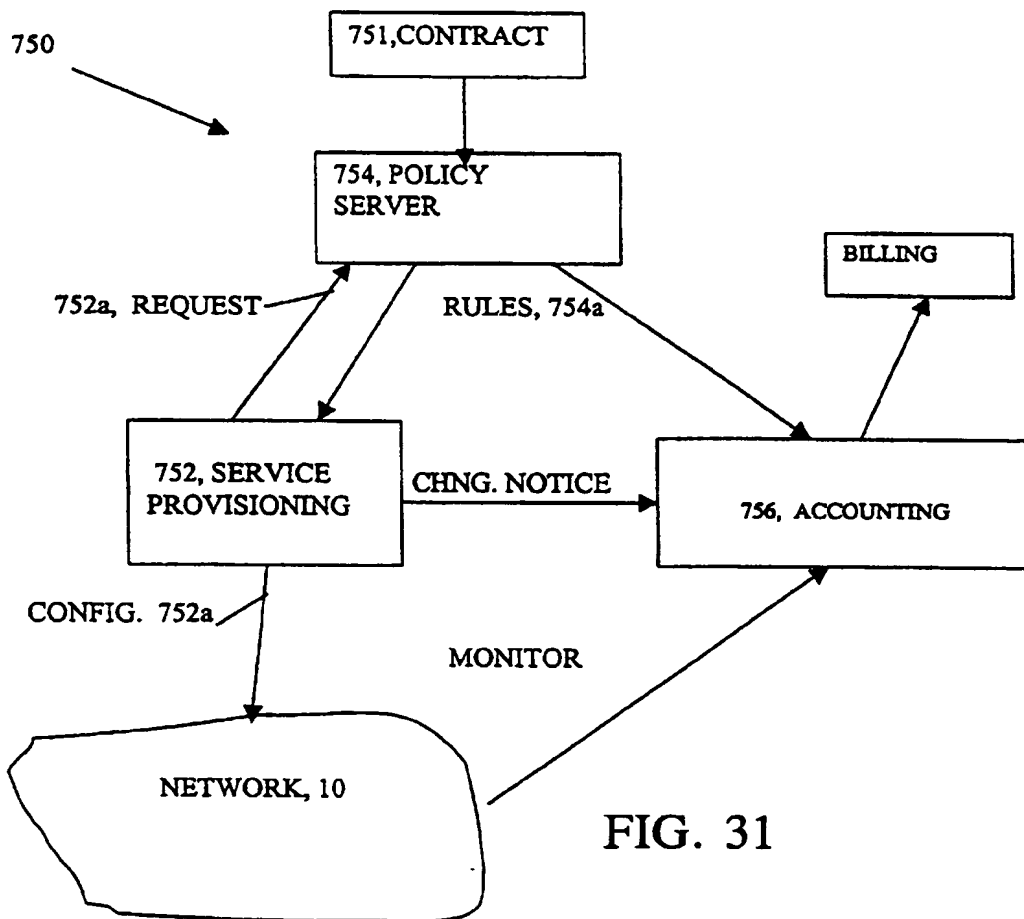 751,CONTRACT
750
754, POLICY
SERVER
BILLING
752a, REQUEST
RULES, 754a
752, SERVICE
PROVISIONING
CHNG. NOTICE
756, ACCOUNTING
CONFIG. 752a
MONITOR
NETWORK, 10
FIG. 31